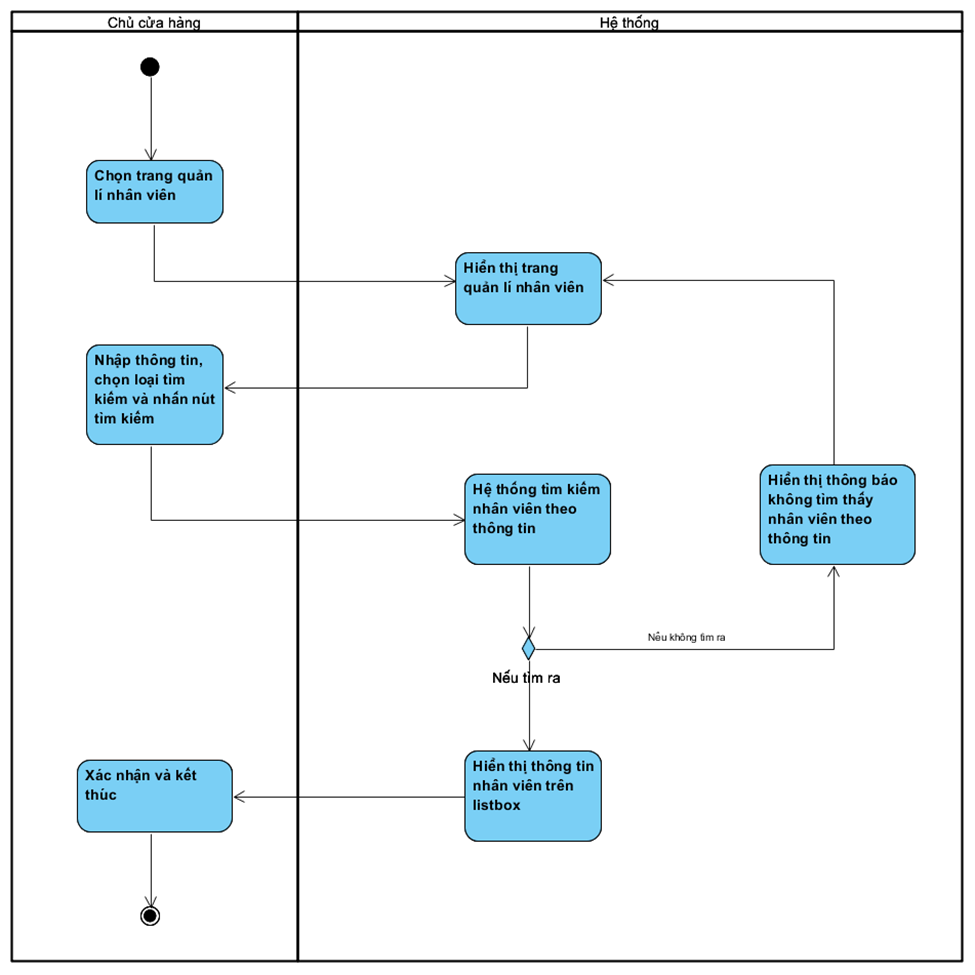 Chủ cửa hàng
Hệ thống
Chọn trang quản
lí nhân viên
Hiển thị trang
quản lí nhân viên
Nhập thông tin,
chọn loại tìm
kiếm và nhấn nút
tìm kiếm
Hệ thống tìm kiếm
nhân viên theo
thông tin
Hiển thị thông báo
không tìm thấy
nhân viên theo
thông tin
Nếu không tìm ra
Nếu tìm ra
Hiển thị thông tin
nhân viên trên
listbox
Xác nhận và kết
thúc